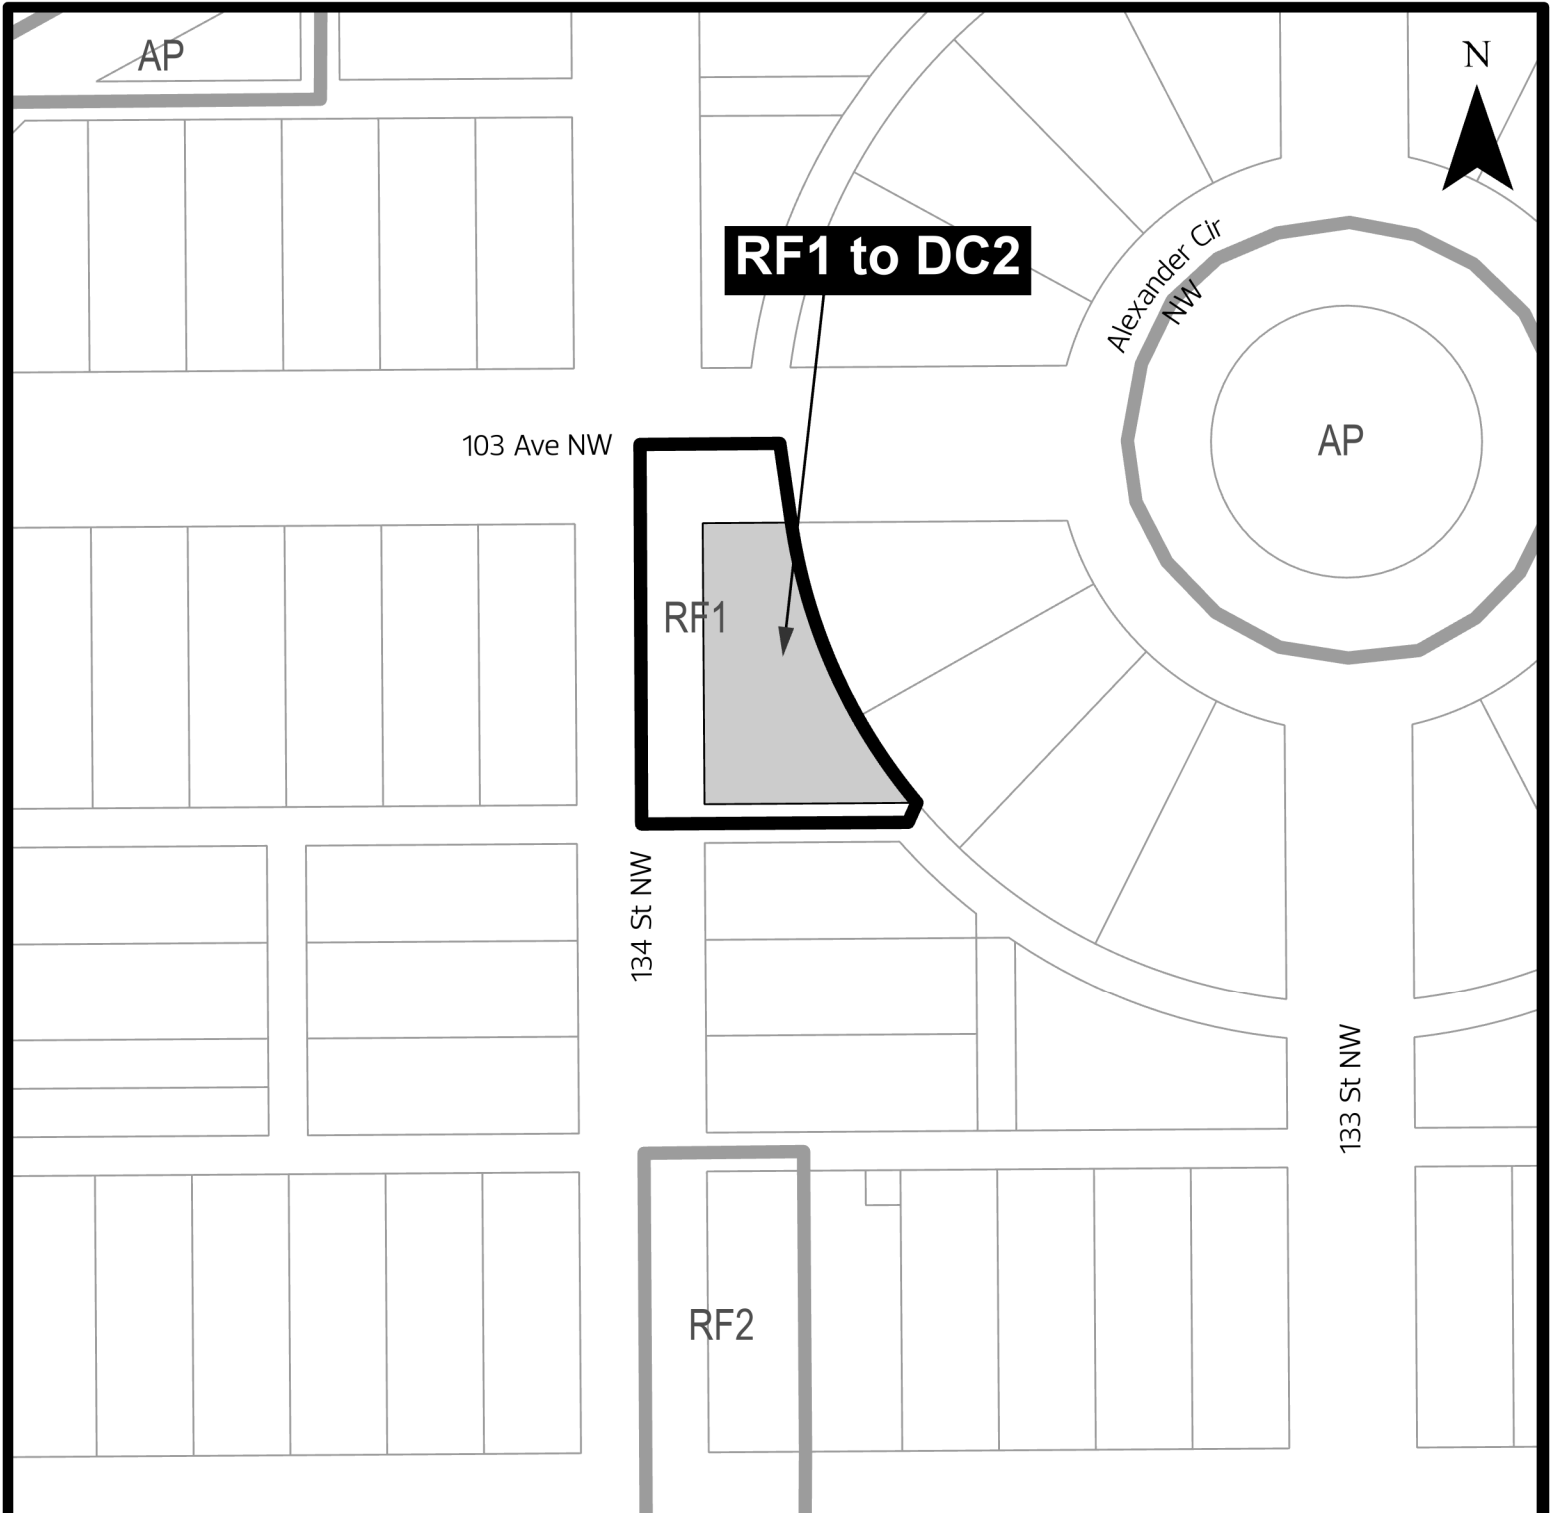 AP
N
RF1 to DC2
Alexander Cir
NW
AP
103 Ave NW
RF1
134 St NW
133 St NW
RF2